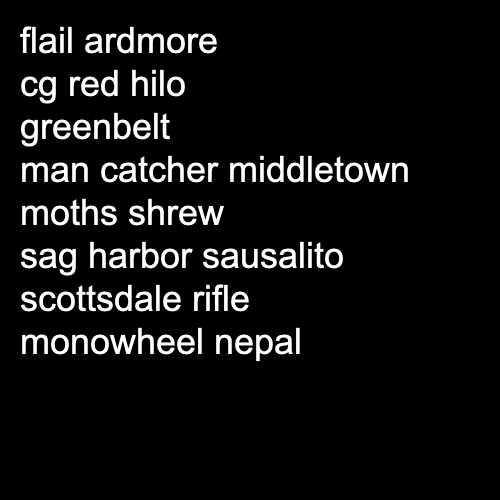 flail ardmore
cg red hilo
greenbelt
man catcher middletown
moths shrew
sag harbor sausalito
scottsdale rifle
monowheel nepal